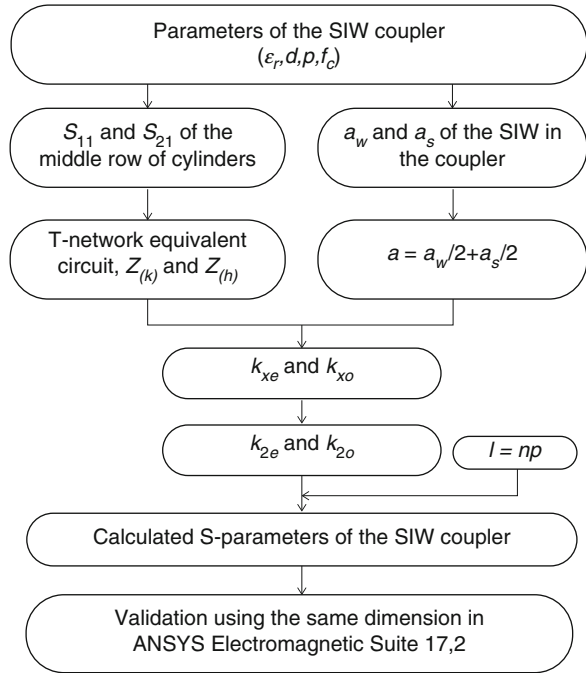 Parameters of the SIW coupler
(εr,d,p,fc)
S11 and S21 of the
middle row of cylinders
aw and as of the SIW in
the coupler
T-network equivalent
circuit, Z(k) and Z(h)
a = aw/2+as/2
kxe and kxo
k2e and k2o
l = np
Calculated S-parameters of the SIW coupler
Validation using the same dimension in
ANSYS Electromagnetic Suite 17,2